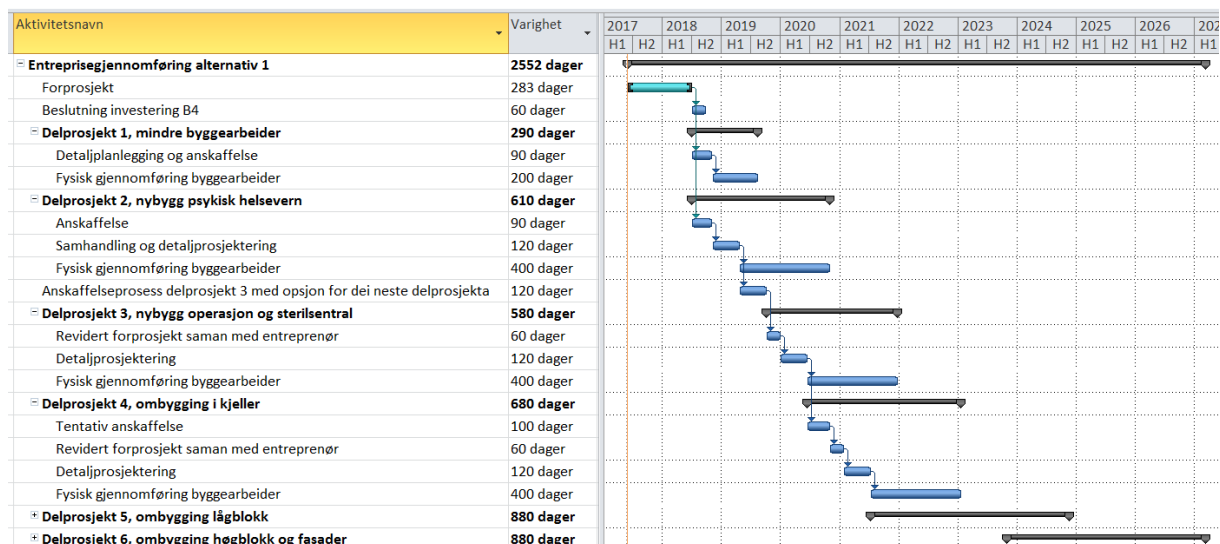 Aktivitetsnavn Varighet 2017 2018 2019 2020 2021 2022 2023 2024 2025 2026 202
H1 H2 H1 H2 H1 H2 H1 H2 H1 H2 H1 H2 H1 H2 H1 H2 H1 H2 H1 H2 H1
Entreprisegjennomføring alternativ 1 2552 dager
Forprosjekt 283 dager
Beslutning investering B4 60 dager
Delprosjekt 1, mindre byggearbeider 290 dager
Detaljplanlegging og anskaffelse 90 dager
Fysisk gjennomføring byggearbeider 200 dager
Delprosjekt 2, nybygg psykisk helsevern 610 dager
Anskaffelse 90 dager
Samhandling og detaljprosjektering 120 dager
Fysisk gjennomføring byggearbeider 400 dager
Anskaffelseprosess delprosjekt 3 med opsjon for dei neste delprosjekta 120 dager
Delprosjekt 3, nybygg operasjon og sterilsentral 580 dager
Revidert forprosjekt saman med entreprenør 60 dager
Detaljprosjektering 120 dager
Fysisk gjennomføring byggearbeider 400 dager
Delprosjekt 4, ombygging i kjeller 680 dager
Tentativ anskaffelse 100 dager
Revidert forprosjekt saman med entreprenør 60 dager
Detaljprosjektering 120 dager
Fysisk gjennomføring byggearbeider 400 dager
Delprosjekt 5, ombygging lågblokk 880 dager
Delprosjekt 6, ombygging høgblokk og fasader 880 dager